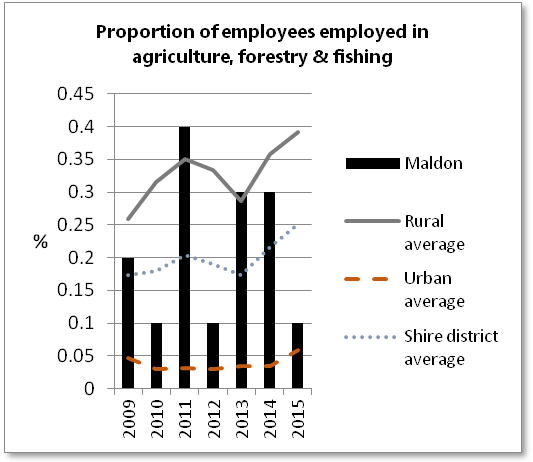 Proportion of employees employed in
agriculture, forestry & fishing
0.45
0.4
0.35
0.3
0.25
0.2
0.15
0.1
0.05
0
%
2009
2010
2011
2012
2013
2014
2015
Maldon
Rural
average
Urban
average
Shire district
average